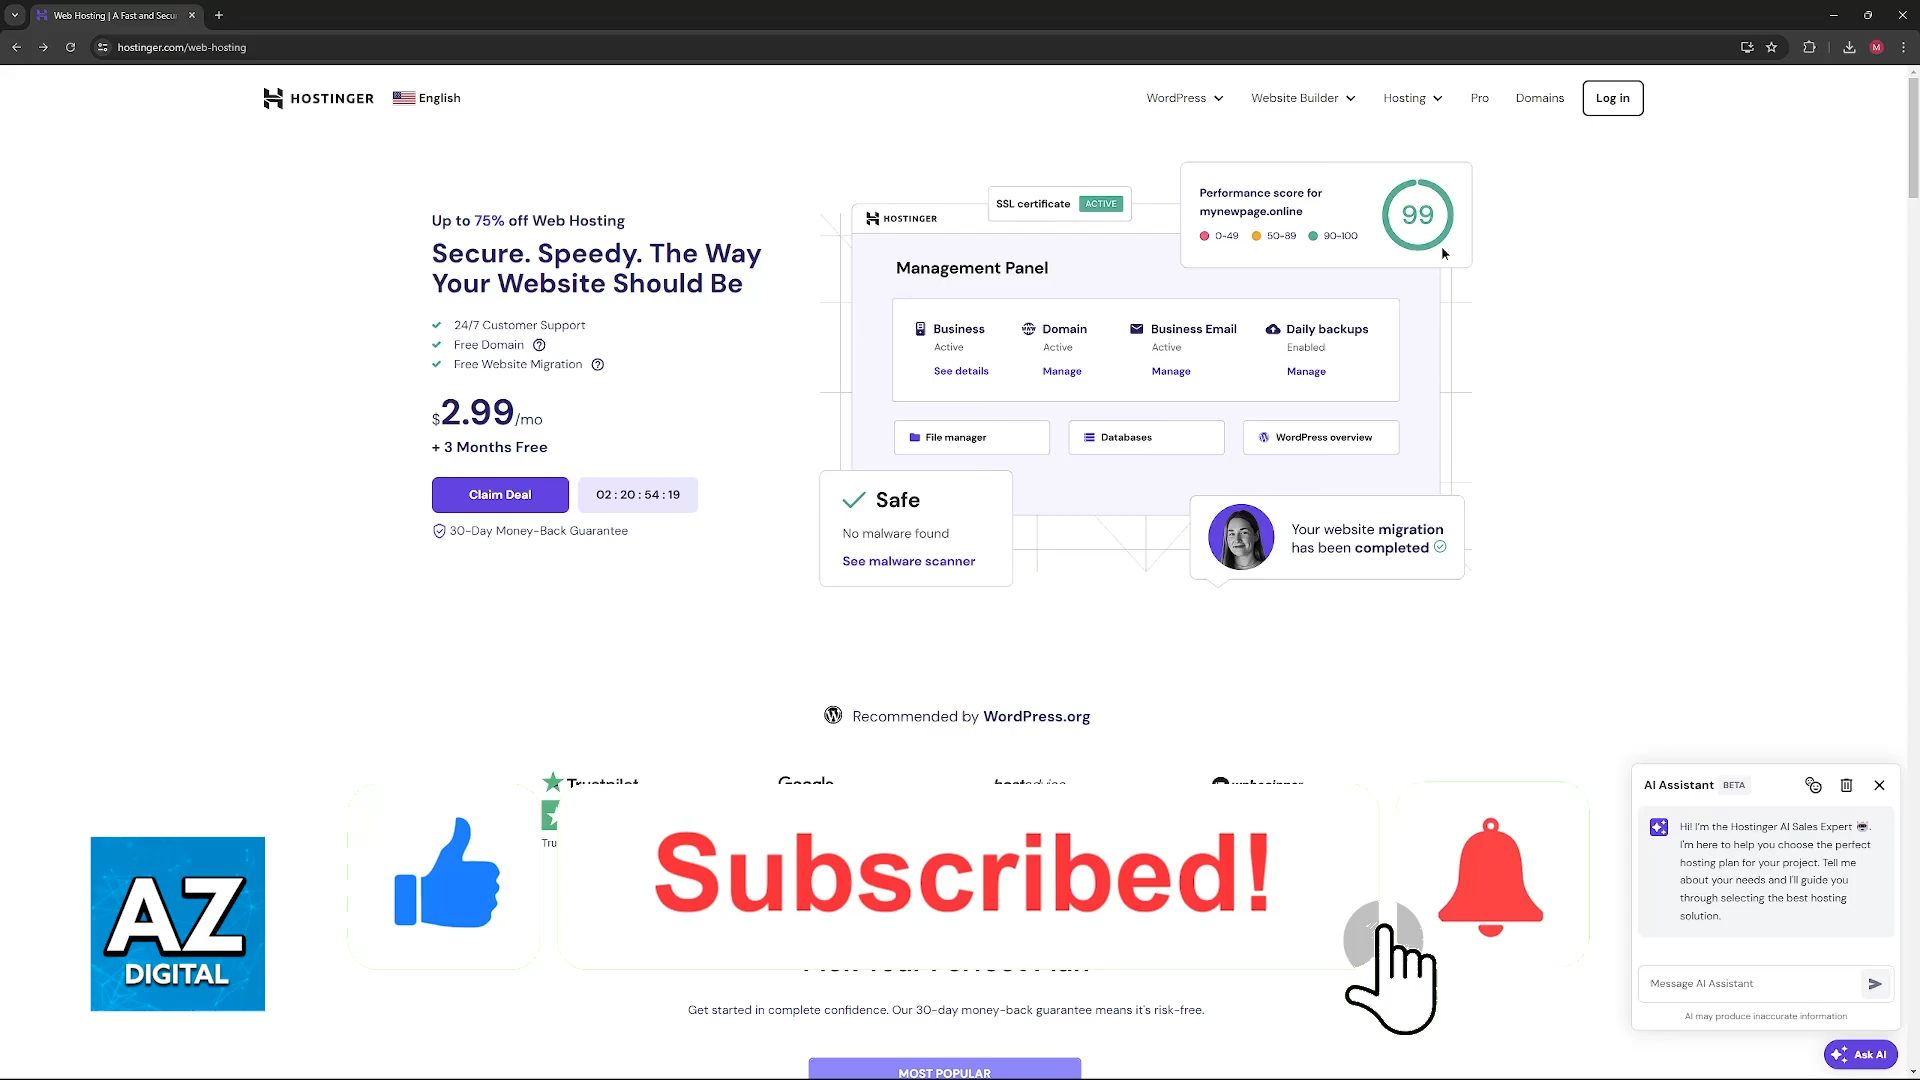 Web Hosting | A Fast and Secu
hostinger.com/web-hosting
M
HOSTINGER
English
WordPress
Website Builder
Hosting
Pro
Domains
Log in
Up to 75% off Web Hosting
Secure. Speedy. The Way
Your Website Should Be
24/7 Customer Support
Free Domain
Free Website Migration
$2.99/mo
+ 3 Months Free
Claim Deal
02 : 20 : 54 : 19
30-Day Money-Back Guarantee
HOSTINGER
SSL certificate ACTIVE
Performance score for
mynewpage.online
0-49 50-89 90-100
99
Management Panel
Business
Active
See details
Domain
Active
Manage
Business Email
Active
Manage
Daily backups
Enabled
Manage
File manager
Databases
WordPress overview
Safe
No malware found
See malware scanner
Your website migration
has been completed
Recommended by WordPress.org
Trustpilot
Google
Tru
Subscribed!
AZ
DIGITAL
Pick Your Perfect Plan
Get started in complete confidence. Our 30-day money-back guarantee means it's risk-free.
MOST POPULAR
AI Assistant BETA
Hi! I'm the Hostinger AI Sales Expert
I'm here to help you choose the perfect
hosting plan for your project. Tell me
about your needs and I'll guide you
through selecting the best hosting
solution.
Message AI Assistant
AI may produce inaccurate information
Ask AI